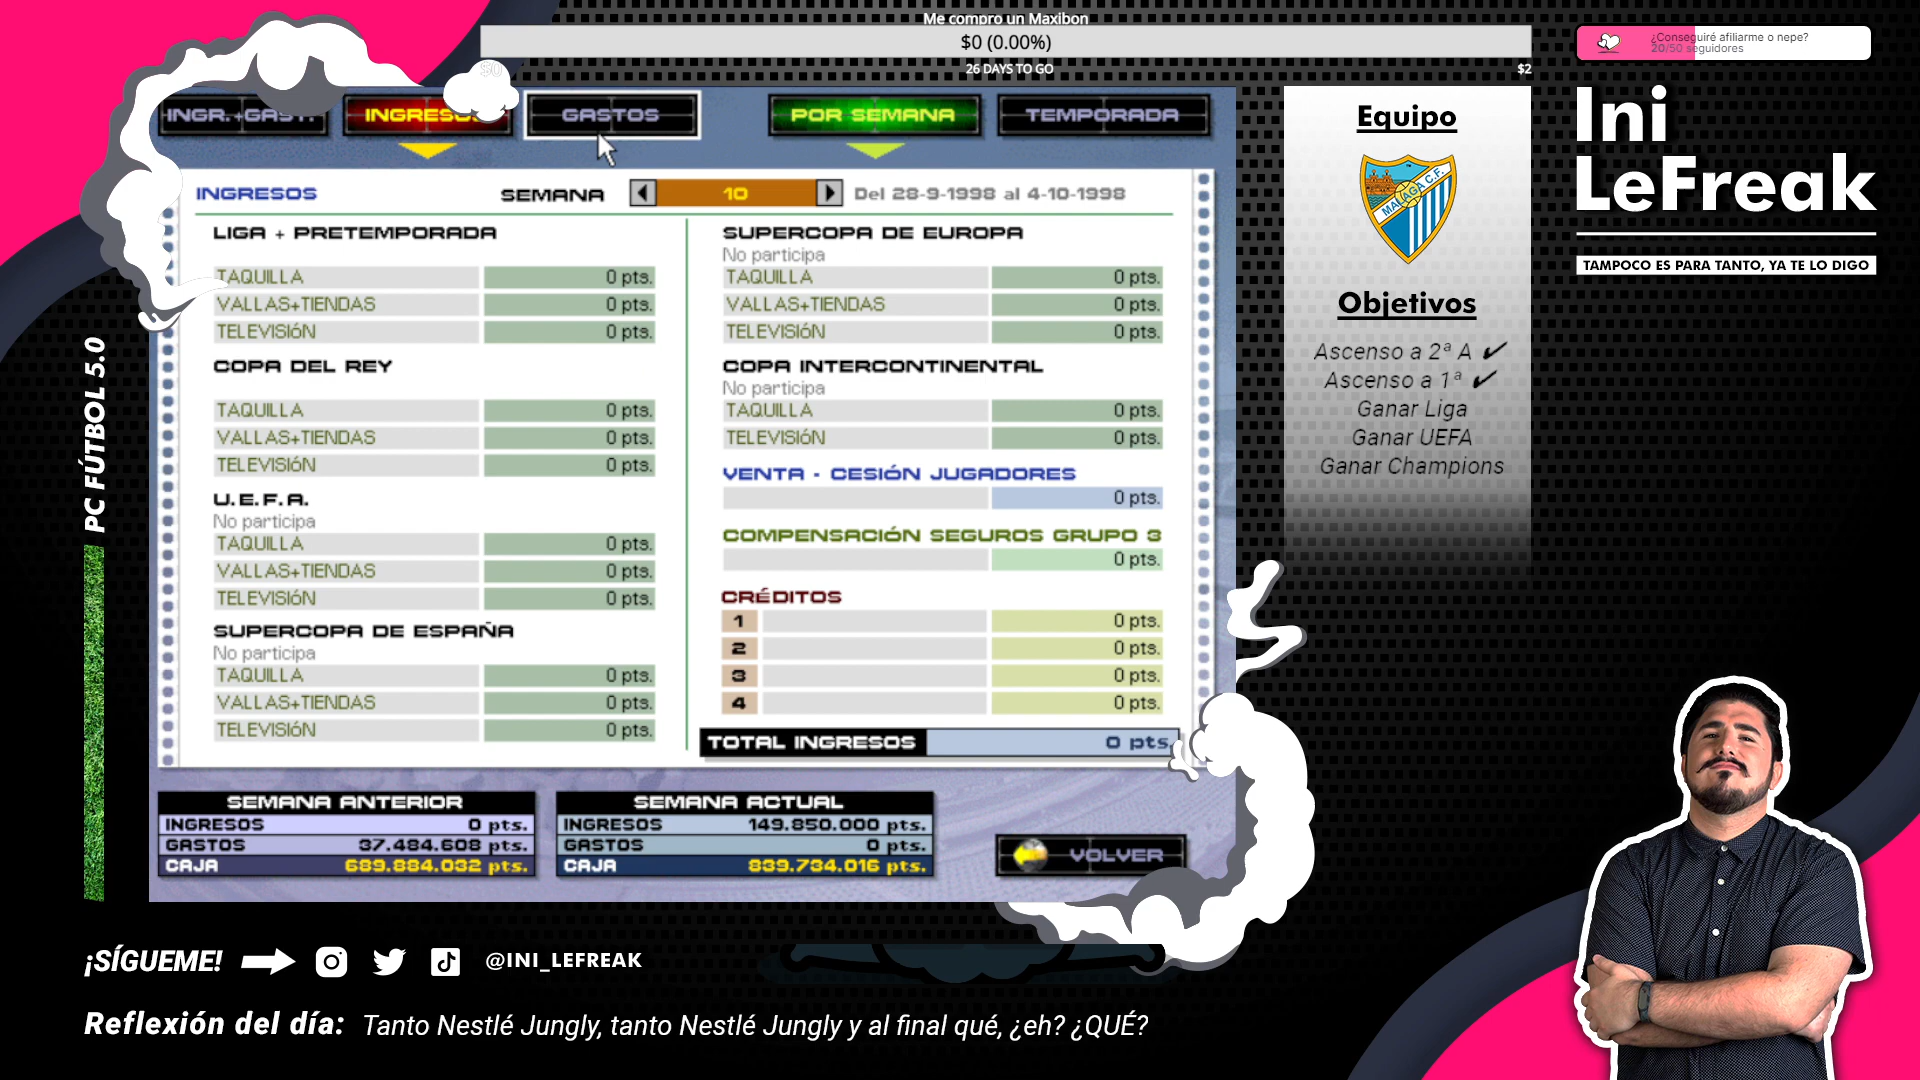 Me compro un Maxibon
$0 (0.00%)
$0
26 DAYS TO GO
$2
¿Conseguiré afiliarme o nepe?
20/50 seguidores
Ini
LeFreak
TAMPOCO ES PARA TANTO, YA TE LO DIGO
INGR.+GAST.
INGRESOS
GASTOS
POR SEMANA
TEMPORADA
INGRESOS
SEMANA
10
Del 28-9-1998 al 4-10-1998
LIGA + PRETEMPORADA
TAQUILLA 0 pts.
VALLAS+TIENDAS 0 pts.
TELEVISIÓN 0 pts.
COPA DEL REY
TAQUILLA 0 pts.
VALLAS+TIENDAS 0 pts.
TELEVISIÓN 0 pts.
U.E.F.A.
No participa
TAQUILLA 0 pts.
VALLAS+TIENDAS 0 pts.
TELEVISIÓN 0 pts.
SUPERCOPA DE ESPAÑA
No participa
TAQUILLA 0 pts.
VALLAS+TIENDAS 0 pts.
TELEVISIÓN 0 pts.
SUPERCOPA DE EUROPA
No participa
TAQUILLA 0 pts.
VALLAS+TIENDAS 0 pts.
TELEVISIÓN 0 pts.
COPA INTERCONTINENTAL
No participa
TAQUILLA 0 pts.
TELEVISIÓN 0 pts.
VENTA - CESIÓN JUGADORES
0 pts.
COMPENSACIÓN SEGUROS GRUPO 3
0 pts.
CRÉDITOS
1 0 pts.
2 0 pts.
3 0 pts.
4 0 pts.
TOTAL INGRESOS 0 pts.
SEMANA ANTERIOR
INGRESOS 0 pts.
GASTOS 37.484.608 pts.
CAJA 689.884.032 pts.
SEMANA ACTUAL
INGRESOS 149.850.000 pts.
GASTOS 0 pts.
CAJA 839.734.016 pts.
VOLVER
Equipo
MALAGA C.F.
Objetivos
Ascenso a 2ª A ✔
Ascenso a 1ª ✔
Ganar Liga
Ganar UEFA
Ganar Champions
PC FÚTBOL 5.0
¡SÍGUEME!
@INI_LEFREAK
Reflexión del día: Tanto Nestlé Jungly, tanto Nestlé Jungly y al final qué, ¿eh? ¿QUÉ?